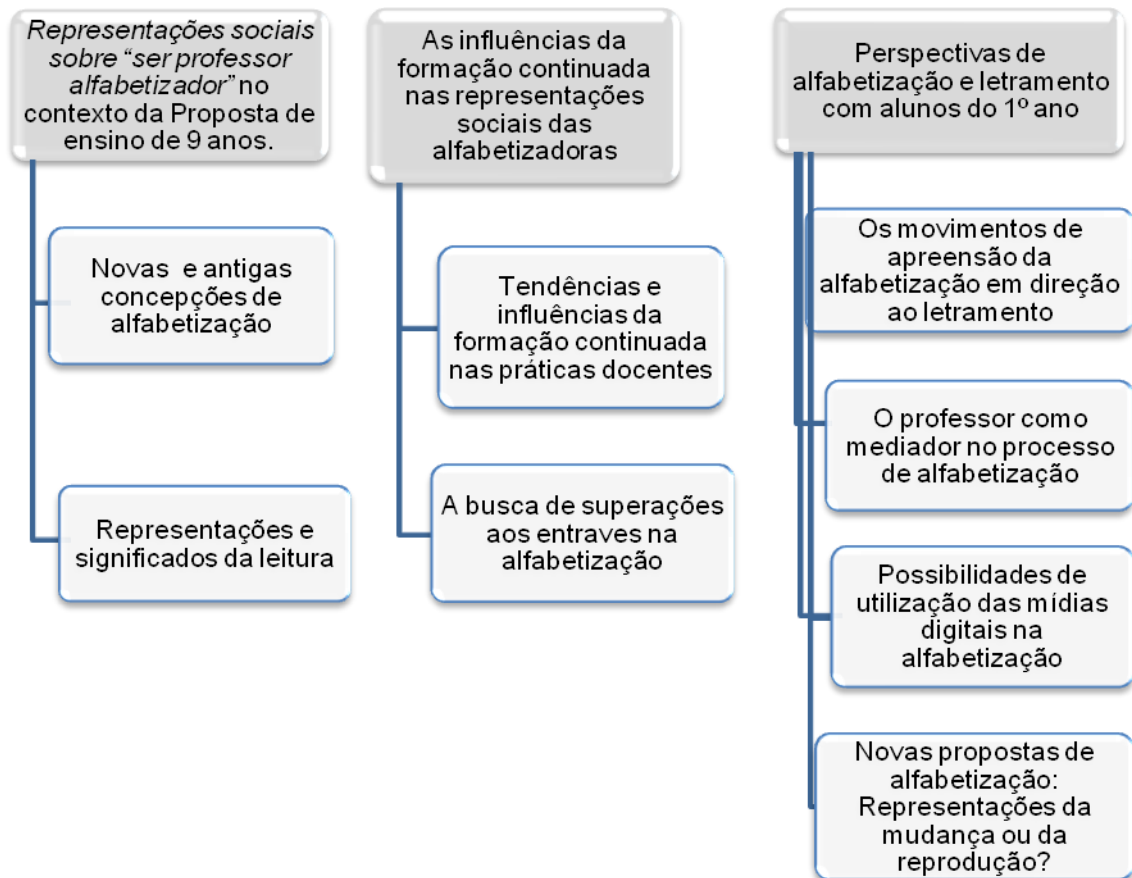 Representações sociais
sobre “ser professor
alfabetizador” no
contexto da Proposta de
ensino de 9 anos.
Novas e antigas
concepções de
alfabetização
Representações e
significados da leitura
As influências da
formação continuada
nas representações
sociais das
alfabetizadoras
Tendências e
influências da
formação continuada
nas práticas docentes
A busca de superações
aos entraves na
alfabetização
Perspectivas de
alfabetização e letramento
com alunos do 1º ano
Os movimentos de
apreensão da
alfabetização em direção
ao letramento
O professor como
mediador no processo
de alfabetização
Possibilidades de
utilização das mídias
digitais na
alfabetização
Novas propostas de
alfabetização:
Representações da
mudança ou da
reprodução?